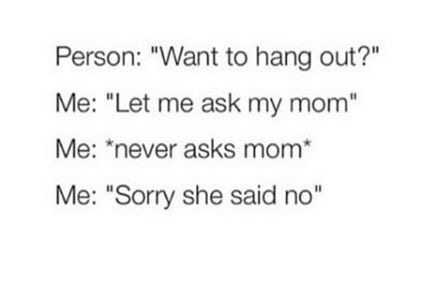 Person: "Want to hang out?"
Me: "Let me ask my mom"
Me: *never asks mom*
Me: "Sorry she said no"